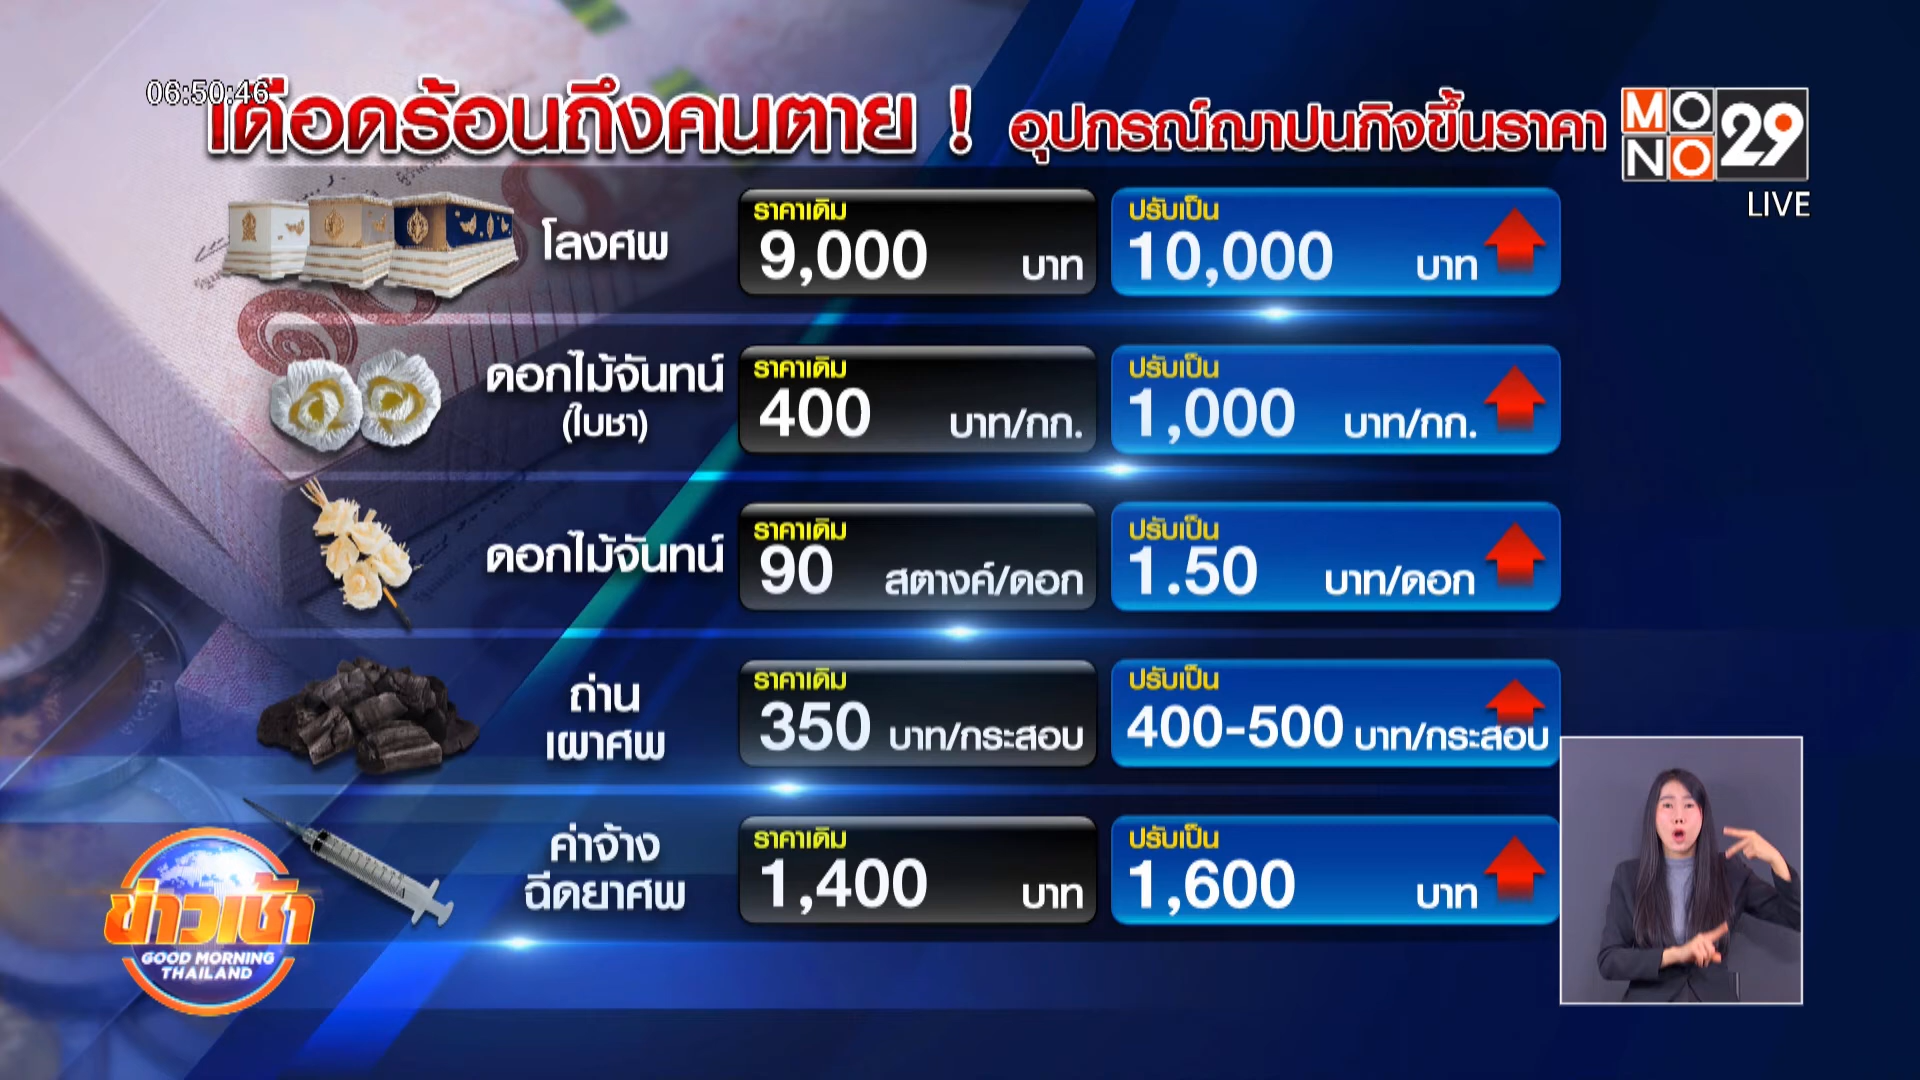 06:50:46
เดือดร้อนถึงคนตาย ! อุปกรณ์ฌาปนกิจขึ้นราคา
MONO 29
LIVE
โลงศพ ราคาเดิม 9,000 บาท ปรับเป็น 10,000 บาท
ดอกไม้จันทน์ (ใบชา) ราคาเดิม 400 บาท/กก. ปรับเป็น 1,000 บาท/กก.
ดอกไม้จันทน์ ราคาเดิม 90 สตางค์/ดอก ปรับเป็น 1.50 บาท/ดอก
ถ่านเผาศพ ราคาเดิม 350 บาท/กระสอบ ปรับเป็น 400-500 บาท/กระสอบ
ค่าจ้างฉีดยาศพ ราคาเดิม 1,400 บาท ปรับเป็น 1,600 บาท
ข่าวเช้า
GOOD MORNING
THAILAND